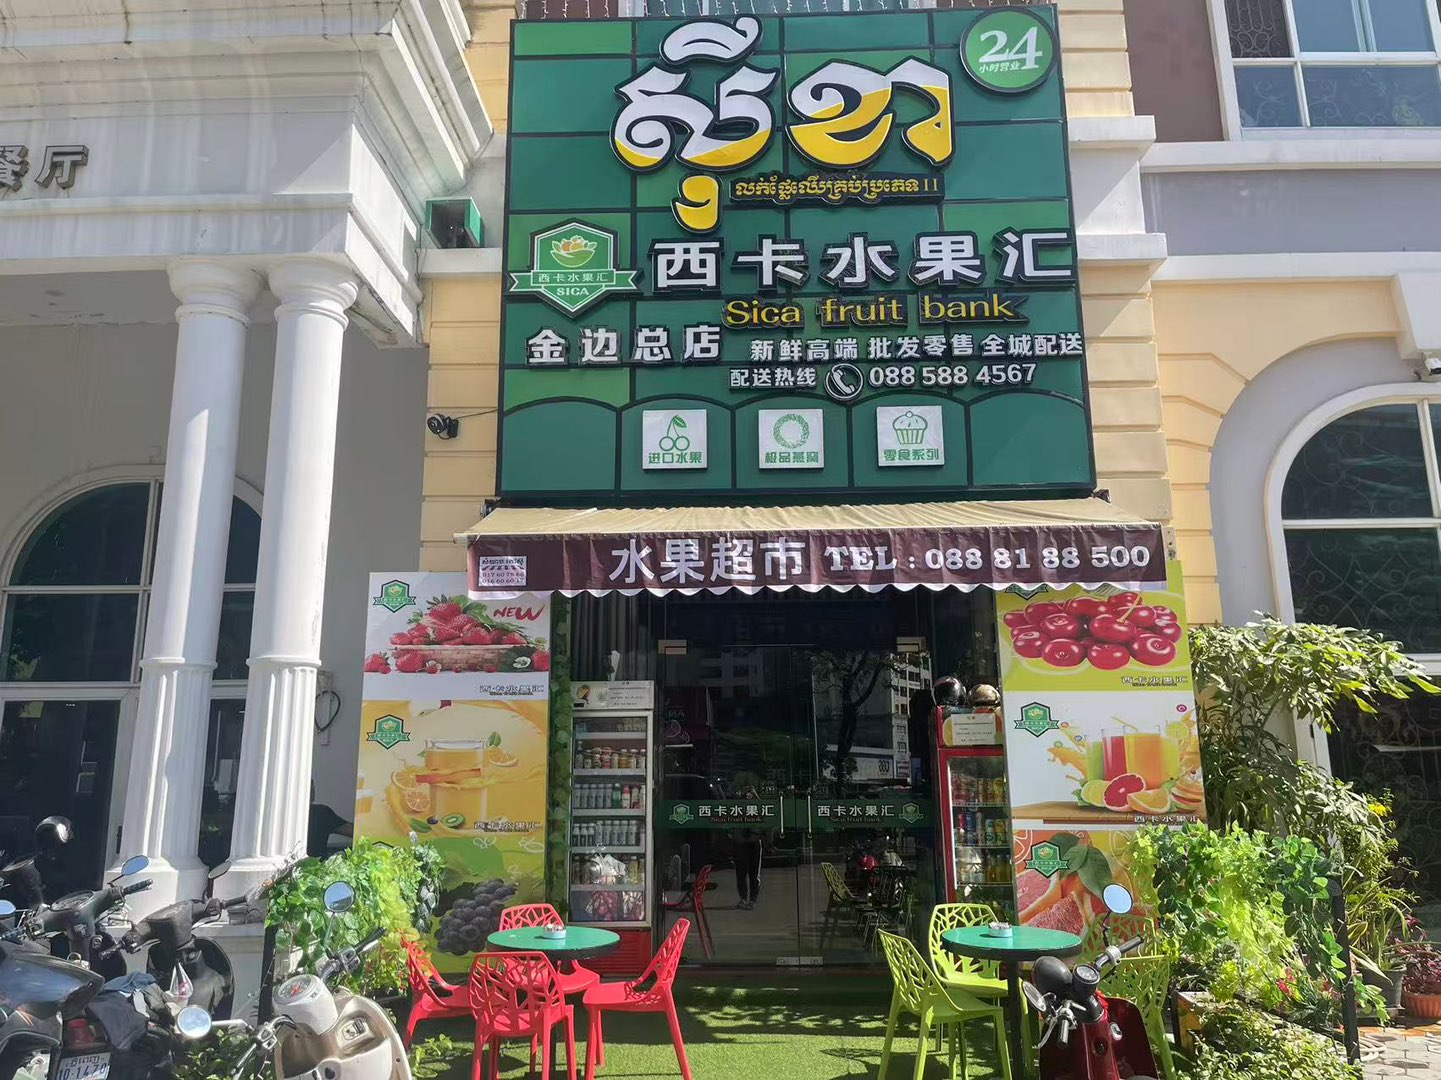 24
小时营业
ស៊ីខា
លក់ផ្លែឈើគ្រប់ប្រភេទ II
西卡水果汇
SICA
西卡水果汇
Sica fruit bank
金边总店
新鲜高端 批发零售 全城配送
配送热线 088 588 4567
进口水果
极品燕窝
零食系列
餐厅
水果超市 TEL : 088 81 88 500
NEW
西卡水果汇
西卡水果汇
西卡水果汇
西卡水果汇
西卡水果汇
Sica fruit bank
西卡水果汇
Sica fruit bank